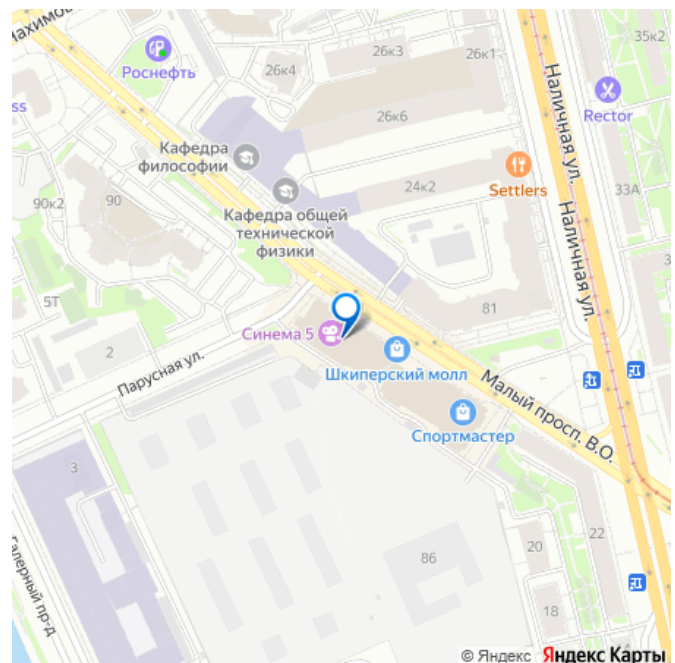 Нахимова
35к2
26к3
26к1
Роснефть
26к4
Наличная ул.
Rector
ss
26к6
Кафедра
философии
Settlers
24к2
33А
90к2
90
Кафедра общей
технической
физики
Наличная ул.
3
5Т
81
Синема 5
2
Парусная ул.
Шкиперский молл
Малый просп. В.О.
Спортмастер
3
22
20
86
Галерный пр-д
18
© Яндекс Яндекс Карты